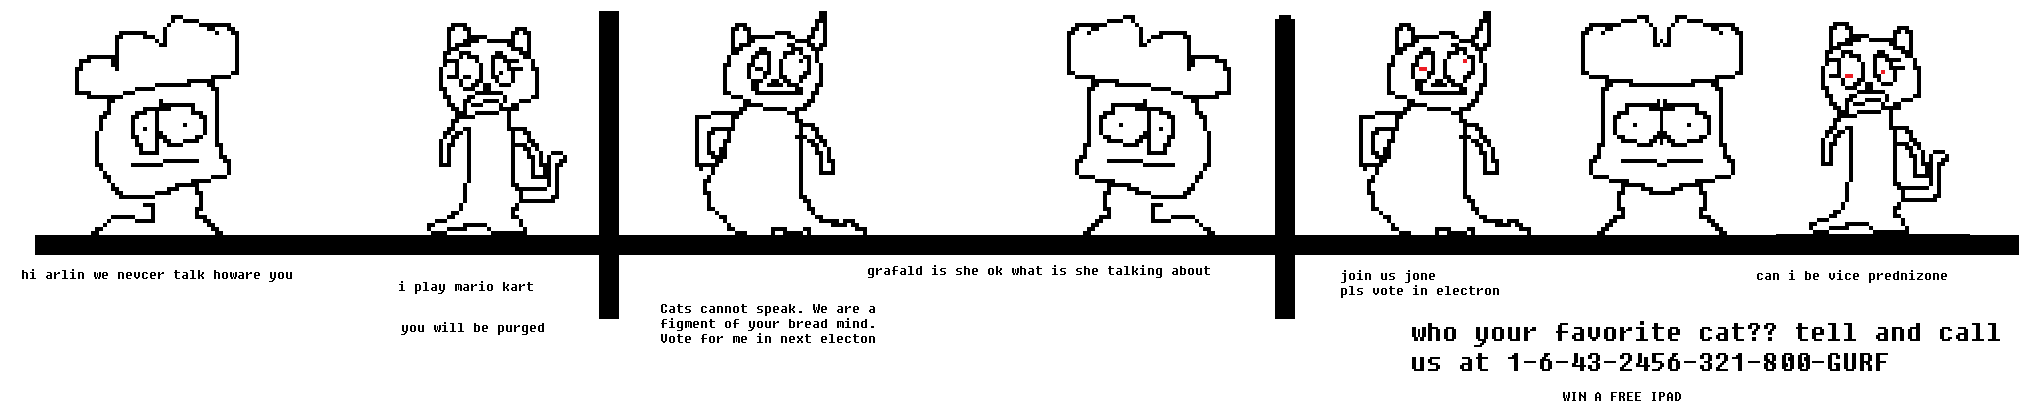 hi arlin we nevcer talk howare you
i play mario kart
you will be purged
grafald is she ok what is she talking about
Cats cannot speak. We are a
figment of your bread mind.
Vote for me in next electon
join us jone
pls vote in electron
can i be vice prednizone
who your favorite cat?? tell and call
us at 1-6-43-2456-321-800-GURF
WIN A FREE IPAD